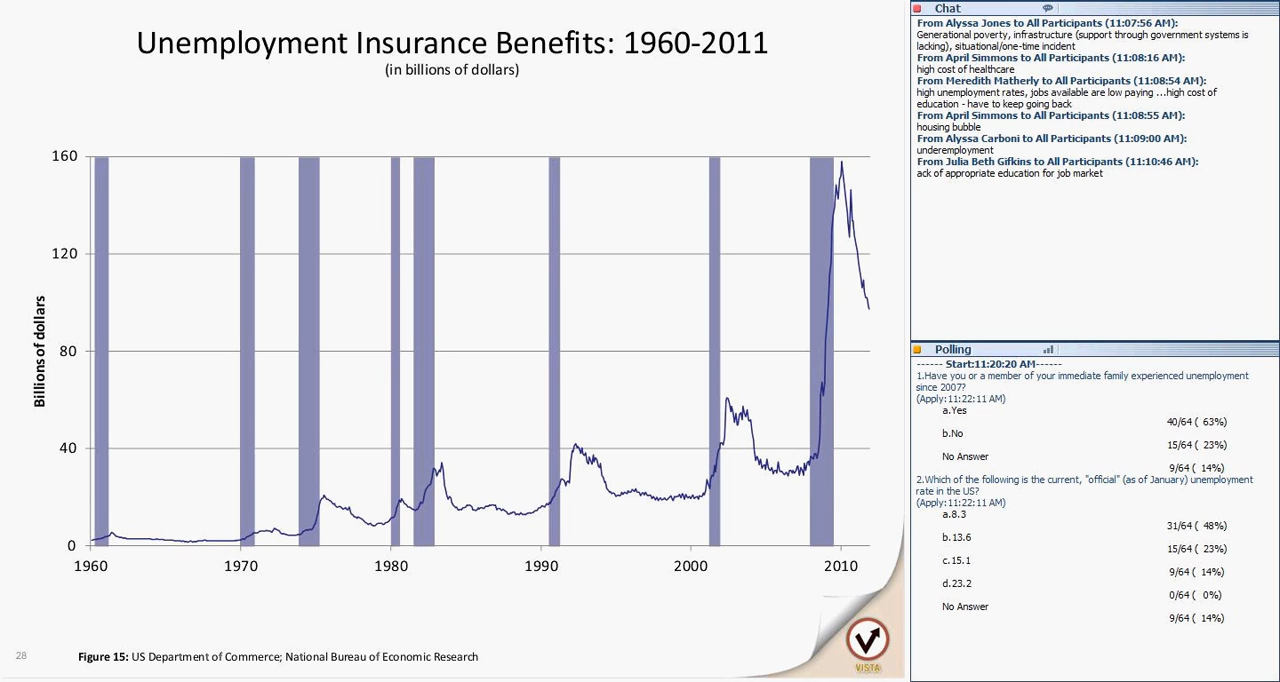 Unemployment Insurance Benefits: 1960-2011
(in billions of dollars)
Billions of dollars
160
120
80
40
0
1960
1970
1980
1990
2000
2010
28
Figure 15: US Department of Commerce; National Bureau of Economic Research
VISTA
Chat
From Alyssa Jones to All Participants (11:07:56 AM):
Generational poverty, infrastructure (support through government systems is
lacking), situational/one-time incident
From April Simmons to All Participants (11:08:16 AM):
high cost of healthcare
From Meredith Matherly to All Participants (11:08:54 AM):
high unemployment rates, jobs available are low paying ...high cost of
education - have to keep going back
From April Simmons to All Participants (11:08:55 AM):
housing bubble
From Alyssa Carboni to All Participants (11:09:00 AM):
underemployment
From Julia Beth Gifkins to All Participants (11:10:46 AM):
ack of appropriate education for job market
Polling
------ Start:11:20:20 AM------
1.Have you or a member of your immediate family experienced unemployment
since 2007?
(Apply:11:22:11 AM)
a.Yes
40/64 ( 63%)
b.No
15/64 ( 23%)
No Answer
9/64 ( 14%)
2.Which of the following is the current, "official" (as of January) unemployment
rate in the US?
(Apply:11:22:11 AM)
a.8.3
31/64 ( 48%)
b.13.6
15/64 ( 23%)
c.15.1
9/64 ( 14%)
d.23.2
0/64 ( 0%)
No Answer
9/64 ( 14%)